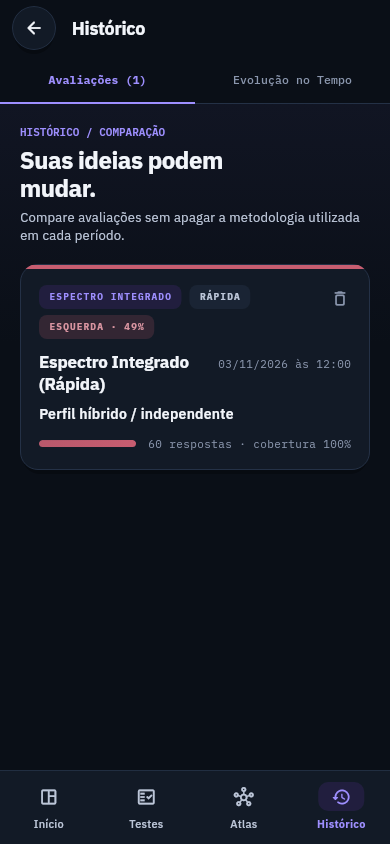 Histórico
Avaliações (1)
Evolução no Tempo
HISTÓRICO / COMPARAÇÃO
Suas ideias podem
mudar.
Compare avaliações sem apagar a metodologia utilizada
em cada período.
ESPECTRO INTEGRADO
RÁPIDA
ESQUERDA · 49%
Espectro Integrado
(Rápida)
03/11/2026 às 12:00
Perfil híbrido / independente
60 respostas · cobertura 100%
Início
Testes
Atlas
Histórico